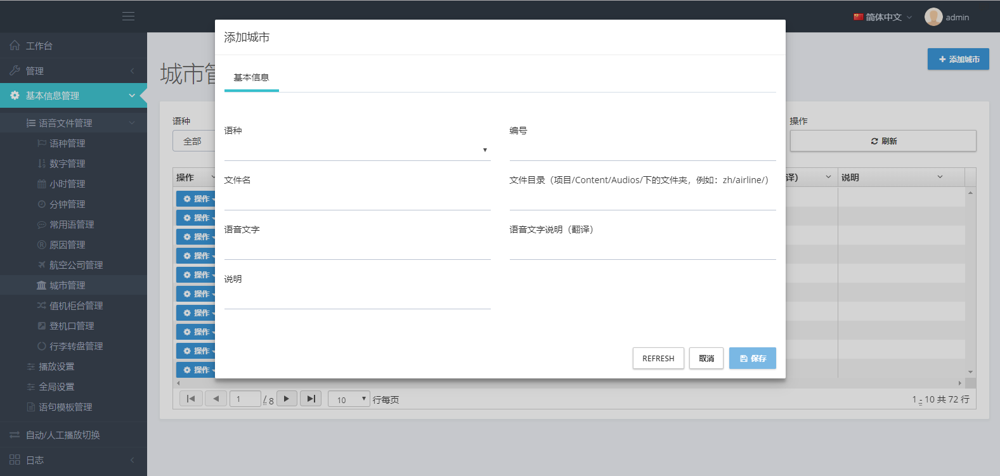 简体中文
admin
工作台
管理
基本信息管理
语音文件管理
语种管理
数字管理
小时管理
分钟管理
常用语管理
原因管理
航空公司管理
城市管理
值机柜台管理
登机口管理
行李转盘管理
播放设置
全局设置
语句模板管理
自动/人工播放切换
日志
城市管
添加城市
语种
全部
操作
刷新
操作
译)
说明
操作
操作
操作
操作
操作
操作
操作
操作
操作
操作
添加城市
基本信息
语种
编号
文件名
文件目录（项目/Content/Audios/下的文件夹，例如：zh/airline/）
语音文字
语音文字说明（翻译）
说明
REFRESH
取消
保存
1 / 8
10 行每页
1 - 10 共 72 行